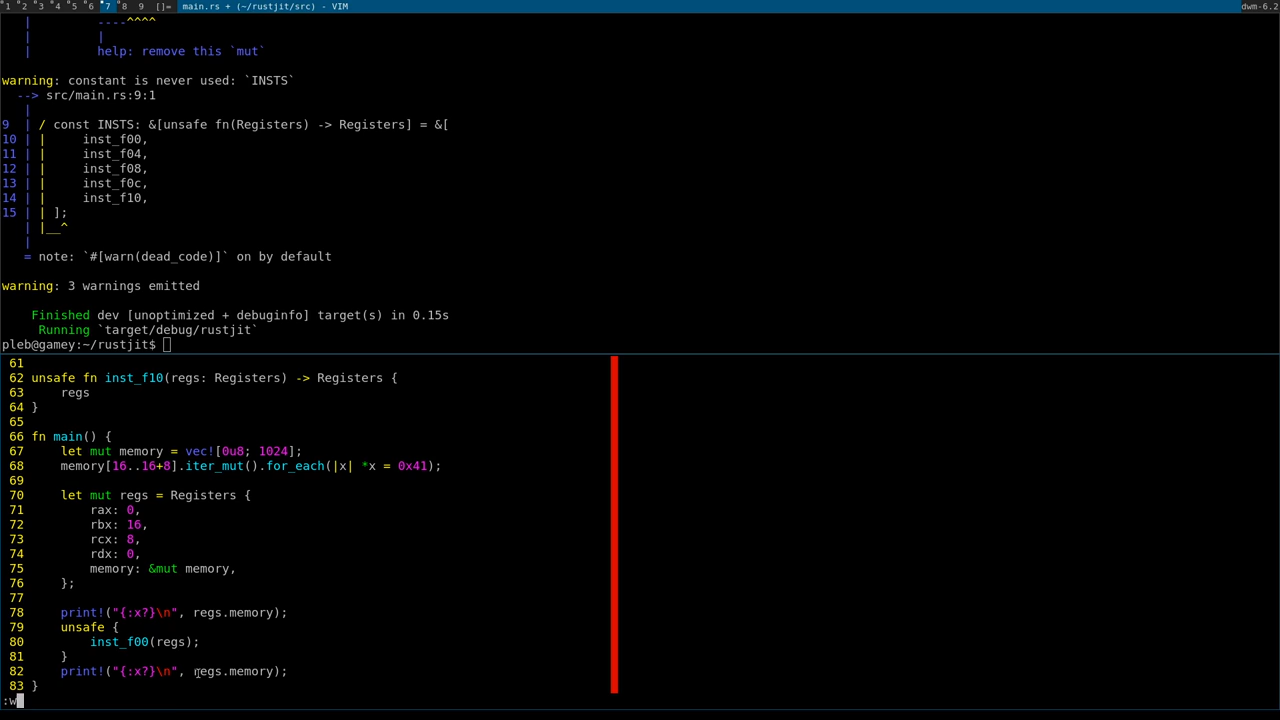 1 2 3 4 5 6 7 8 9 []= main.rs + (~/rustjit/src) - VIM dwm-6.2
| ----^^^^
| |
| help: remove this `mut`
warning: constant is never used: `INSTS`
--> src/main.rs:9:1
|
9 | / const INSTS: &[unsafe fn(Registers) -> Registers] = &[
10 | | inst_f00,
11 | | inst_f04,
12 | | inst_f08,
13 | | inst_f0c,
14 | | inst_f10,
15 | | ];
| |__^
|
= note: `#[warn(dead_code)]` on by default
warning: 3 warnings emitted
Finished dev [unoptimized + debuginfo] target(s) in 0.15s
Running `target/debug/rustjit`
pleb@gamey:~/rustjit$
61
62 unsafe fn inst_f10(regs: Registers) -> Registers {
63 regs
64 }
65
66 fn main() {
67 let mut memory = vec![0u8; 1024];
68 memory[16..16+8].iter_mut().for_each(|x| *x = 0x41);
69
70 let mut regs = Registers {
71 rax: 0,
72 rbx: 16,
73 rcx: 8,
74 rdx: 0,
75 memory: &mut memory,
76 };
77
78 print!("{:x?}\n", regs.memory);
79 unsafe {
80 inst_f00(regs);
81 }
82 print!("{:x?}\n", regs.memory);
83 }
:w